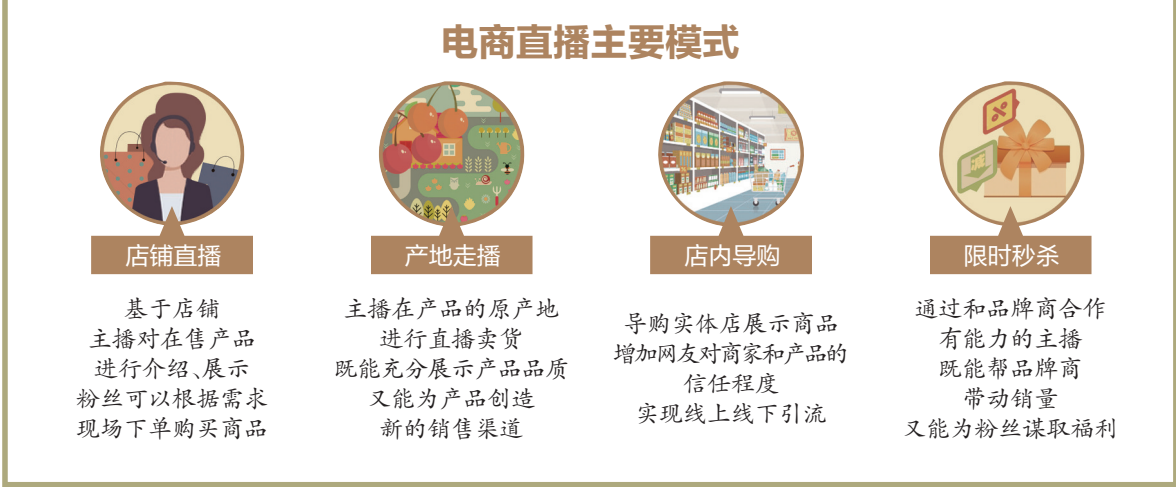 电商直播主要模式
店铺直播
基于店铺
主播对在售产品
进行介绍、展示
粉丝可以根据需求
现场下单购买商品
产地走播
主播在产品的原产地
进行直播卖货
既能充分展示产品品质
又能为产品创造
新的销售渠道
店内导购
导购实体店展示商品
增加网友对商家和产品的
信任程度
实现线上线下引流
限时秒杀
通过和品牌商合作
有能力的主播
既能帮品牌商
带动销量
又能为粉丝谋取福利